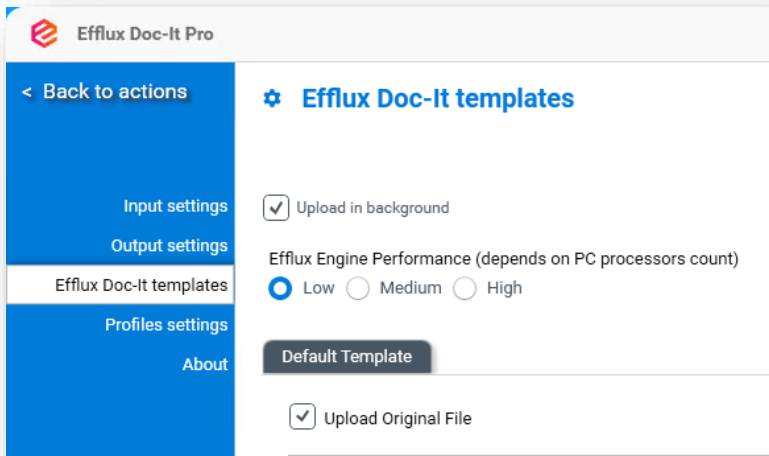 Efflux Doc-It Pro
< Back to actions
Efflux Doc-It templates
Input settings
Output settings
Efflux Doc-It templates
Profiles settings
About
Upload in background
Efflux Engine Performance (depends on PC processors count)
Low Medium High
Default Template
Upload Original File